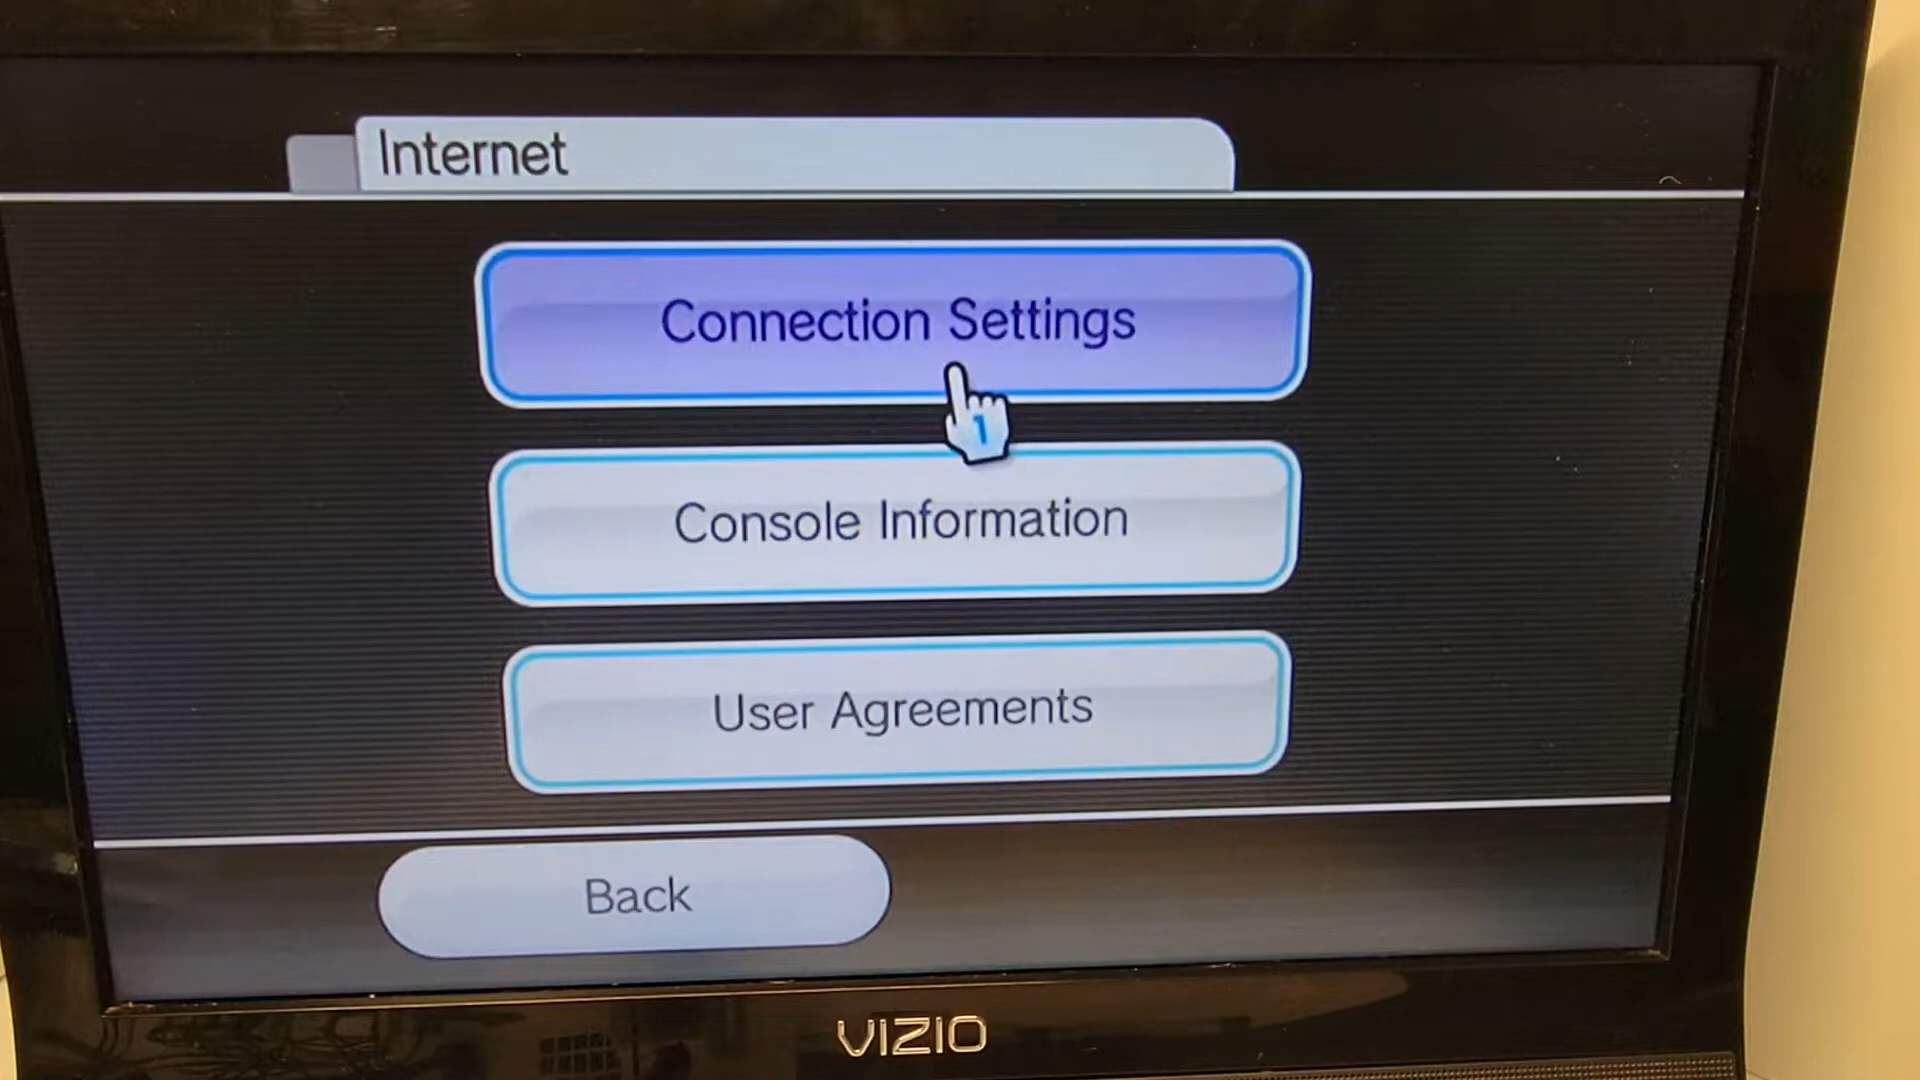 Internet
Connection Settings
1
Console Information
User Agreements
Back
VIZIO